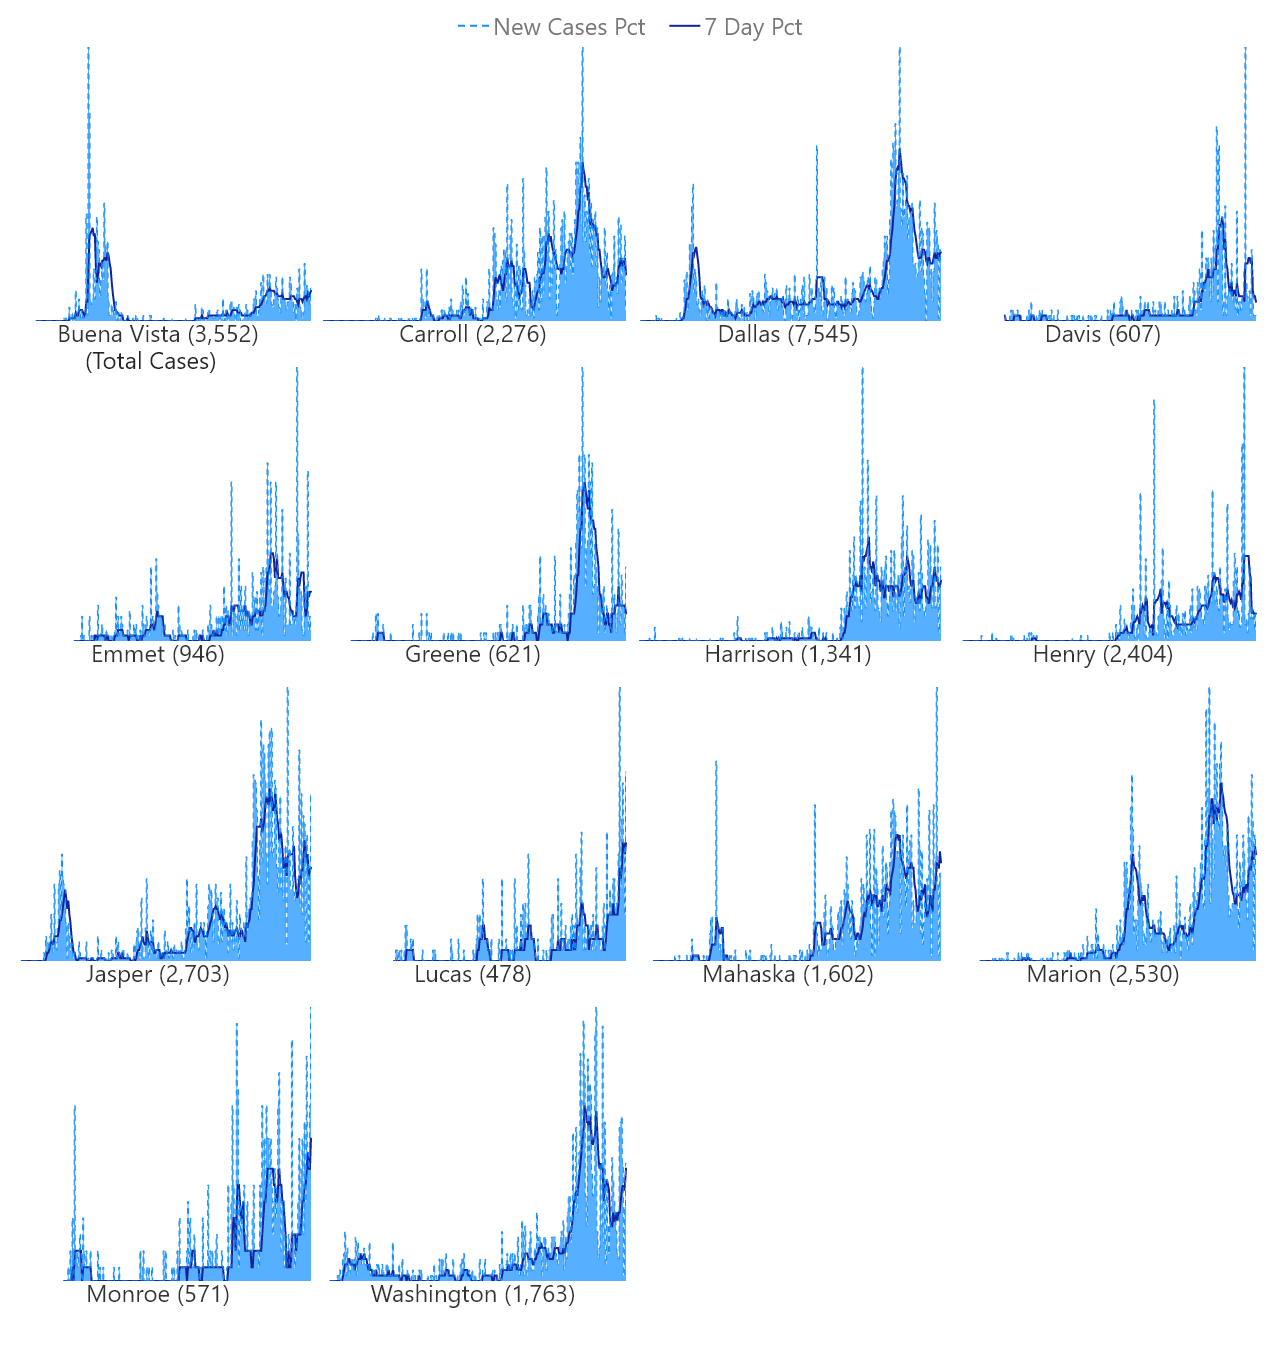 New Cases Pct 7 Day Pct
Buena Vista (3,552) Carroll (2,276) Dallas (7,545) Davis (607)
(Total Cases)
Emmet (946) Greene (621) Harrison (1,341) Henry (2,404)
Jasper (2,703) Lucas (478) Mahaska (1,602) Marion (2,530)
Monroe (571) Washington (1,763)